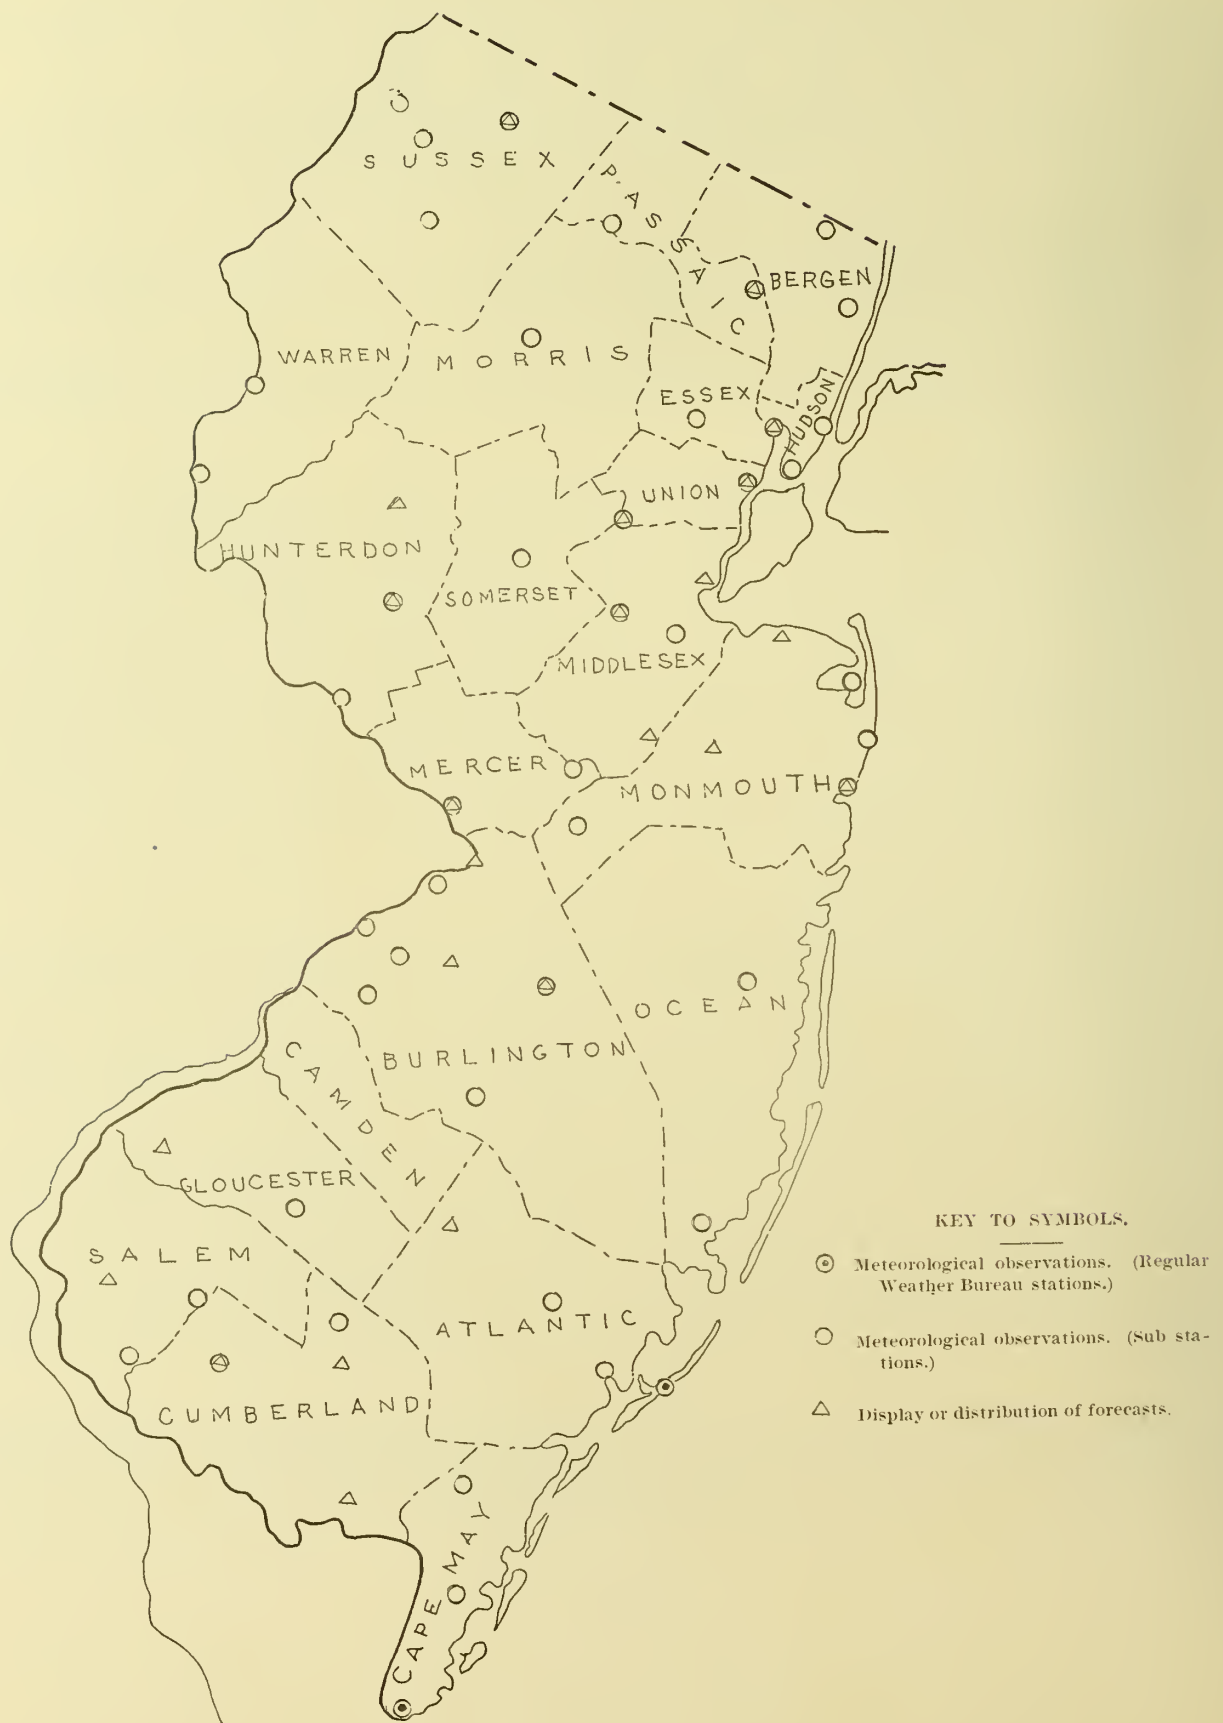 SUSSEX
PASSAIC
BERGEN
WARREN
MORRIS
ESSEX
HUDSON
UNION
HUNTERDON
SOMERSET
MIDDLESEX
MERCER
MONMOUTH
OCEAN
BURLINGTON
CAMDEN
GLOUCESTER
SALEM
ATLANTIC
CUMBERLAND
CAPE MAY
KEY TO SYMBOLS.
Meteorological observations. (Regular
Weather Bureau stations.)
Meteorological observations. (Sub sta-
tions.)
Display or distribution of forecasts.